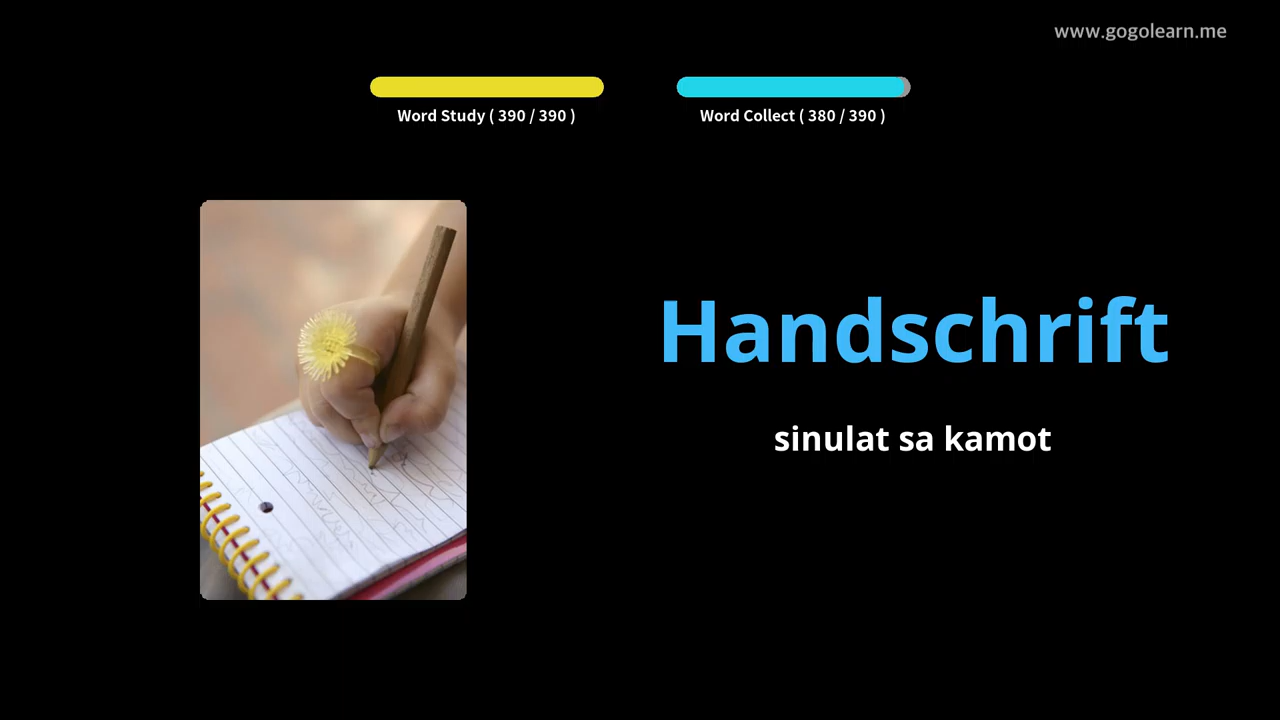 www.gogolearn.me
Word Study ( 390 / 390 )
Word Collect ( 380 / 390 )
Handschrift
sinulat sa kamot